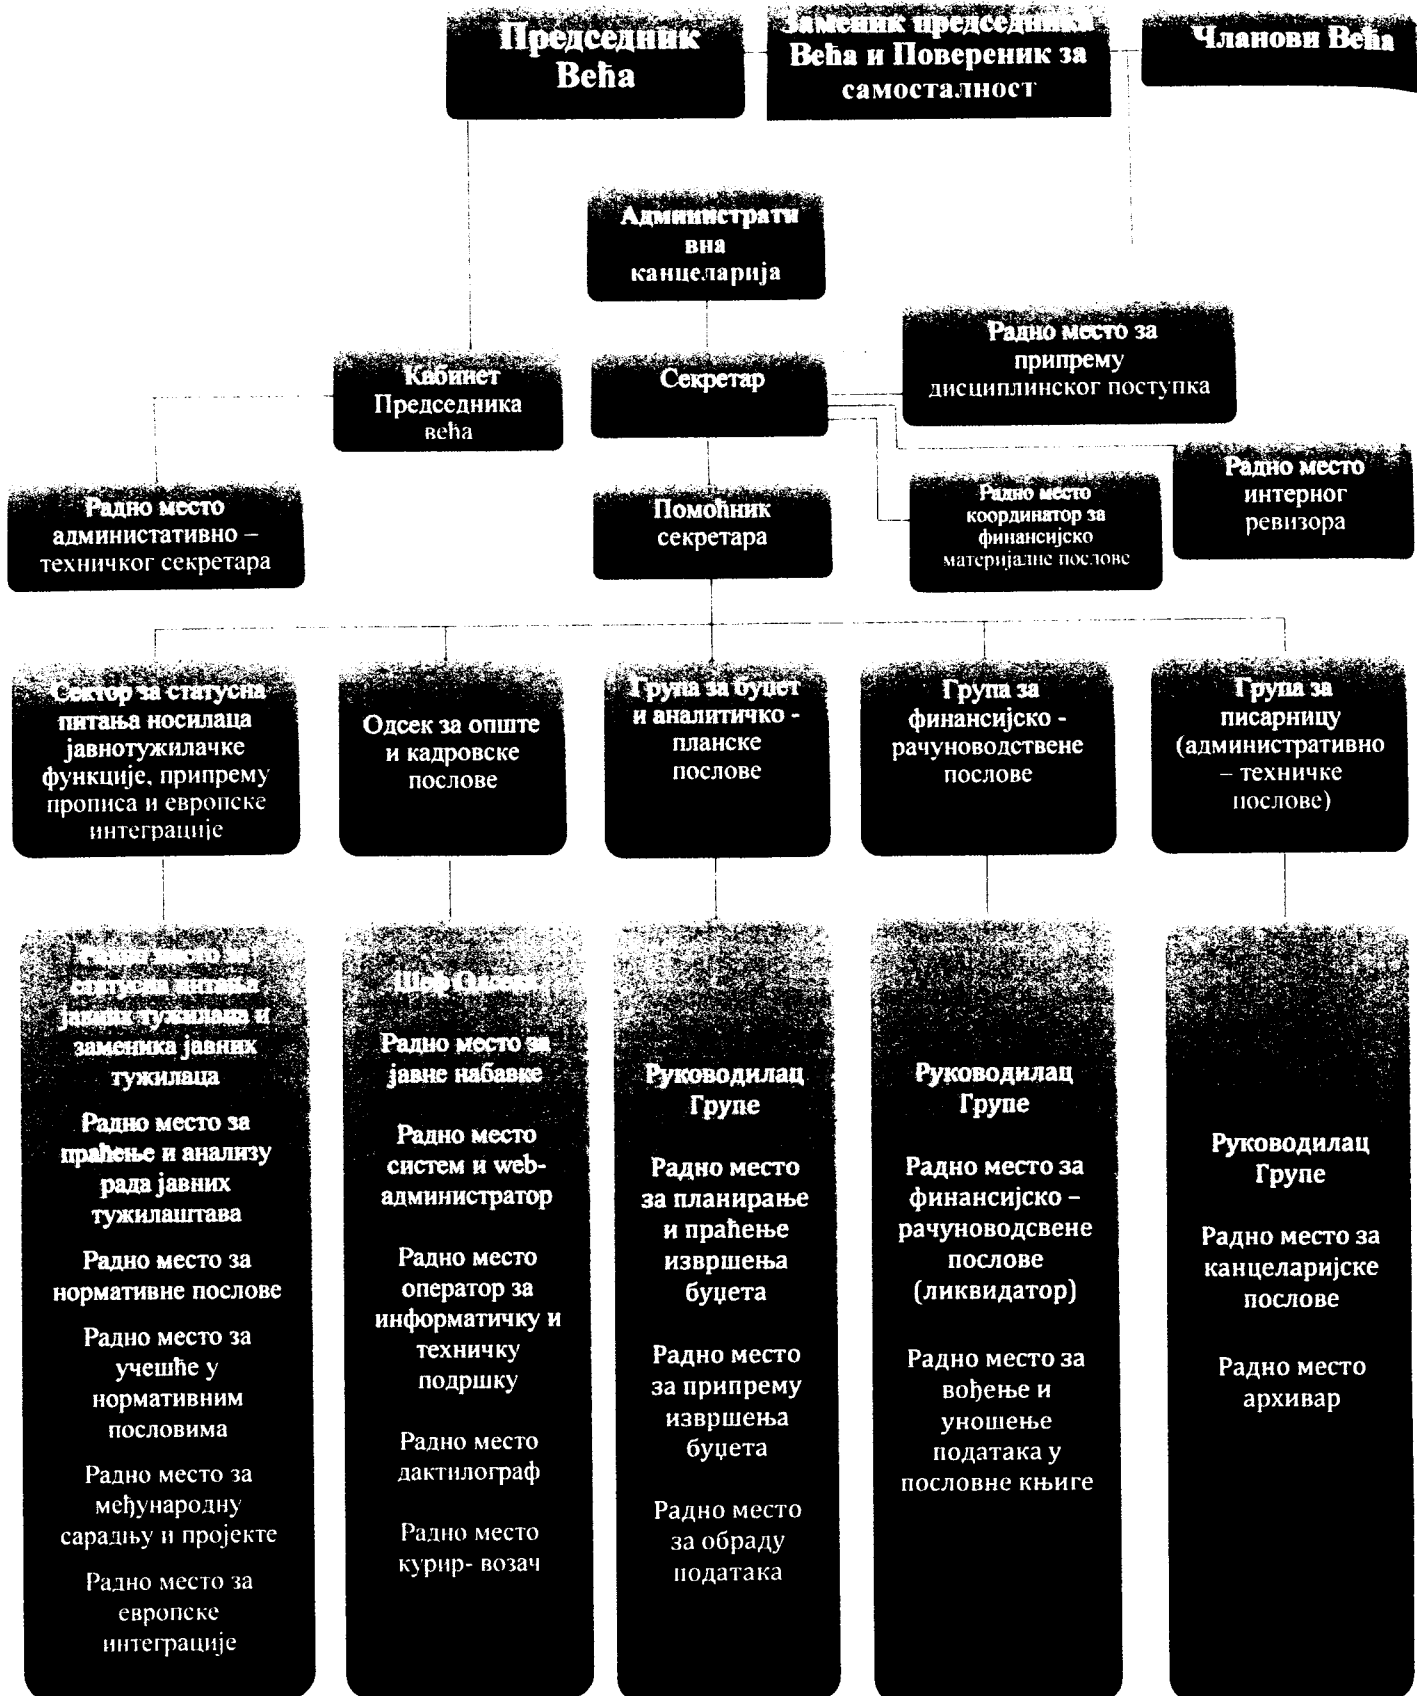 Председник
Већа
Заменик председника
Већа и Повереник за
самосталност
Чланови Већа
Администрати
вна
канцеларија
Кабинет
Председника
већа
Секретар
Радно место за
припрему
дисциплинског поступка
Радно место
администативно –
техничког секретара
Помоћник
секретара
Радно место
координатор за
финансијско
материјалне послове
Радно место
интерног
ревизора
Сектор за статусна
питања носилаца
јавнотужилачке
функције, припрему
прописа и европске
интеграције
Одсек за опште
и кадровске
послове
Група за буџет
и аналитичко -
планске
послове
Група за
финансијско -
рачуноводствене
послове
Група за
писарницу
(административно
– техничке
послове)
Радно место за
статусна питања
јавних тужилаца и
заменика јавних
тужилаца
Радно место за
праћење и анализу
рада јавних
тужилаштава
Радно место за
нормативне послове
Радно место за
учешће у
нормативним
пословима
Радно место за
међународну
сарадњу и пројекте
Радно место за
европске
интеграције
Шеф Одсека
Радно место за
јавне набавке
Радно место
систем и web-
администратор
Радно место
оператор за
информатичку и
техничку
подршку
Радно место
дактилограф
Радно место
курир- возач
Руководилац
Групе
Радно место
за планирање
и праћење
извршења
буџета
Радно место
за припрему
извршења
буџета
Радно место
за обраду
података
Руководилац
Групе
Радно место за
финансијско –
рачуноводсвене
послове
(ликвидатор)
Радно место за
вођење и
уношење
података у
пословне књиге
Руководилац
Групе
Радно место за
канцеларијске
послове
Радно место
архивар